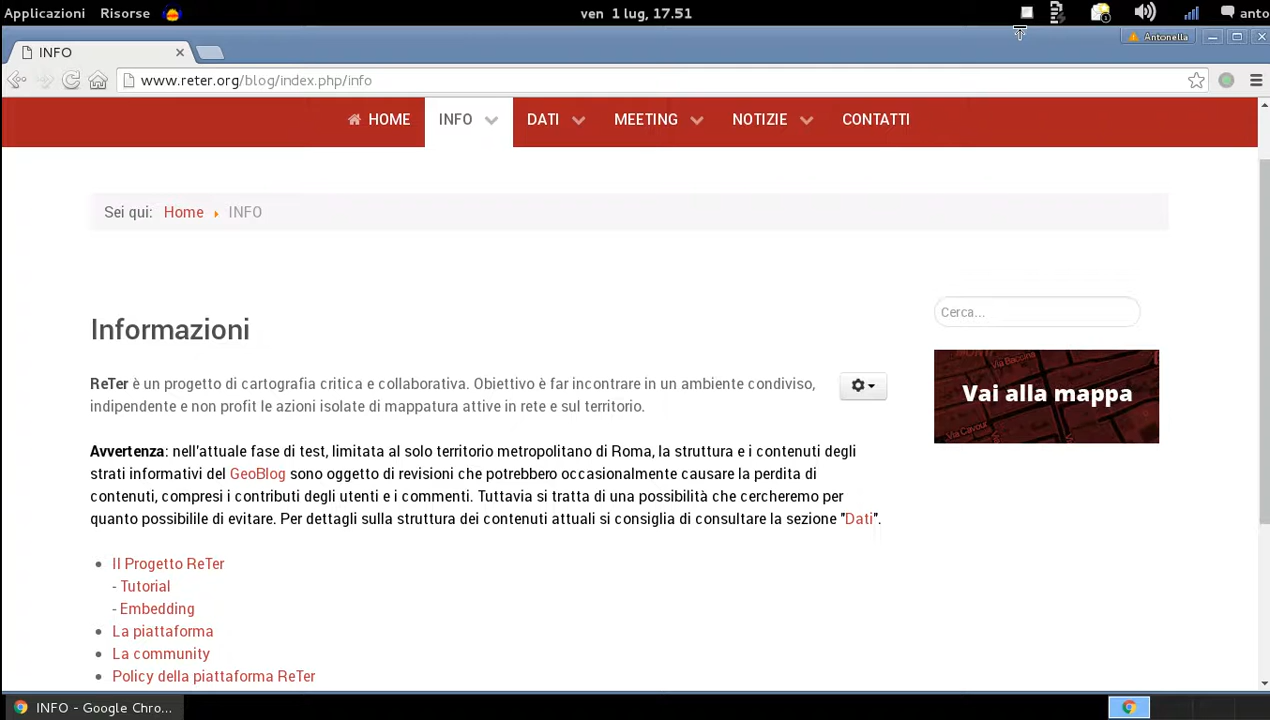 Applicazioni Risorse ven 1 lug, 17.51 anto
INFO Antonella
www.reter.org/blog/index.php/info
HOME INFO DATI MEETING NOTIZIE CONTATTI
Sei qui: Home INFO
Cerca...
Informazioni
Vai alla mappa
ReTer è un progetto di cartografia critica e collaborativa. Obiettivo è far incontrare in un ambiente condiviso,
indipendente e non profit le azioni isolate di mappatura attive in rete e sul territorio.
Avvertenza: nell'attuale fase di test, limitata al solo territorio metropolitano di Roma, la struttura e i contenuti degli
strati informativi del GeoBlog sono oggetto di revisioni che potrebbero occasionalmente causare la perdita di
contenuti, compresi i contributi degli utenti e i commenti. Tuttavia si tratta di una possibilità che cercheremo per
quanto possibilile di evitare. Per dettagli sulla struttura dei contenuti attuali si consiglia di consultare la sezione "Dati".
Il Progetto ReTer
- Tutorial
- Embedding
La piattaforma
La community
Policy della piattaforma ReTer
INFO - Google Chro...